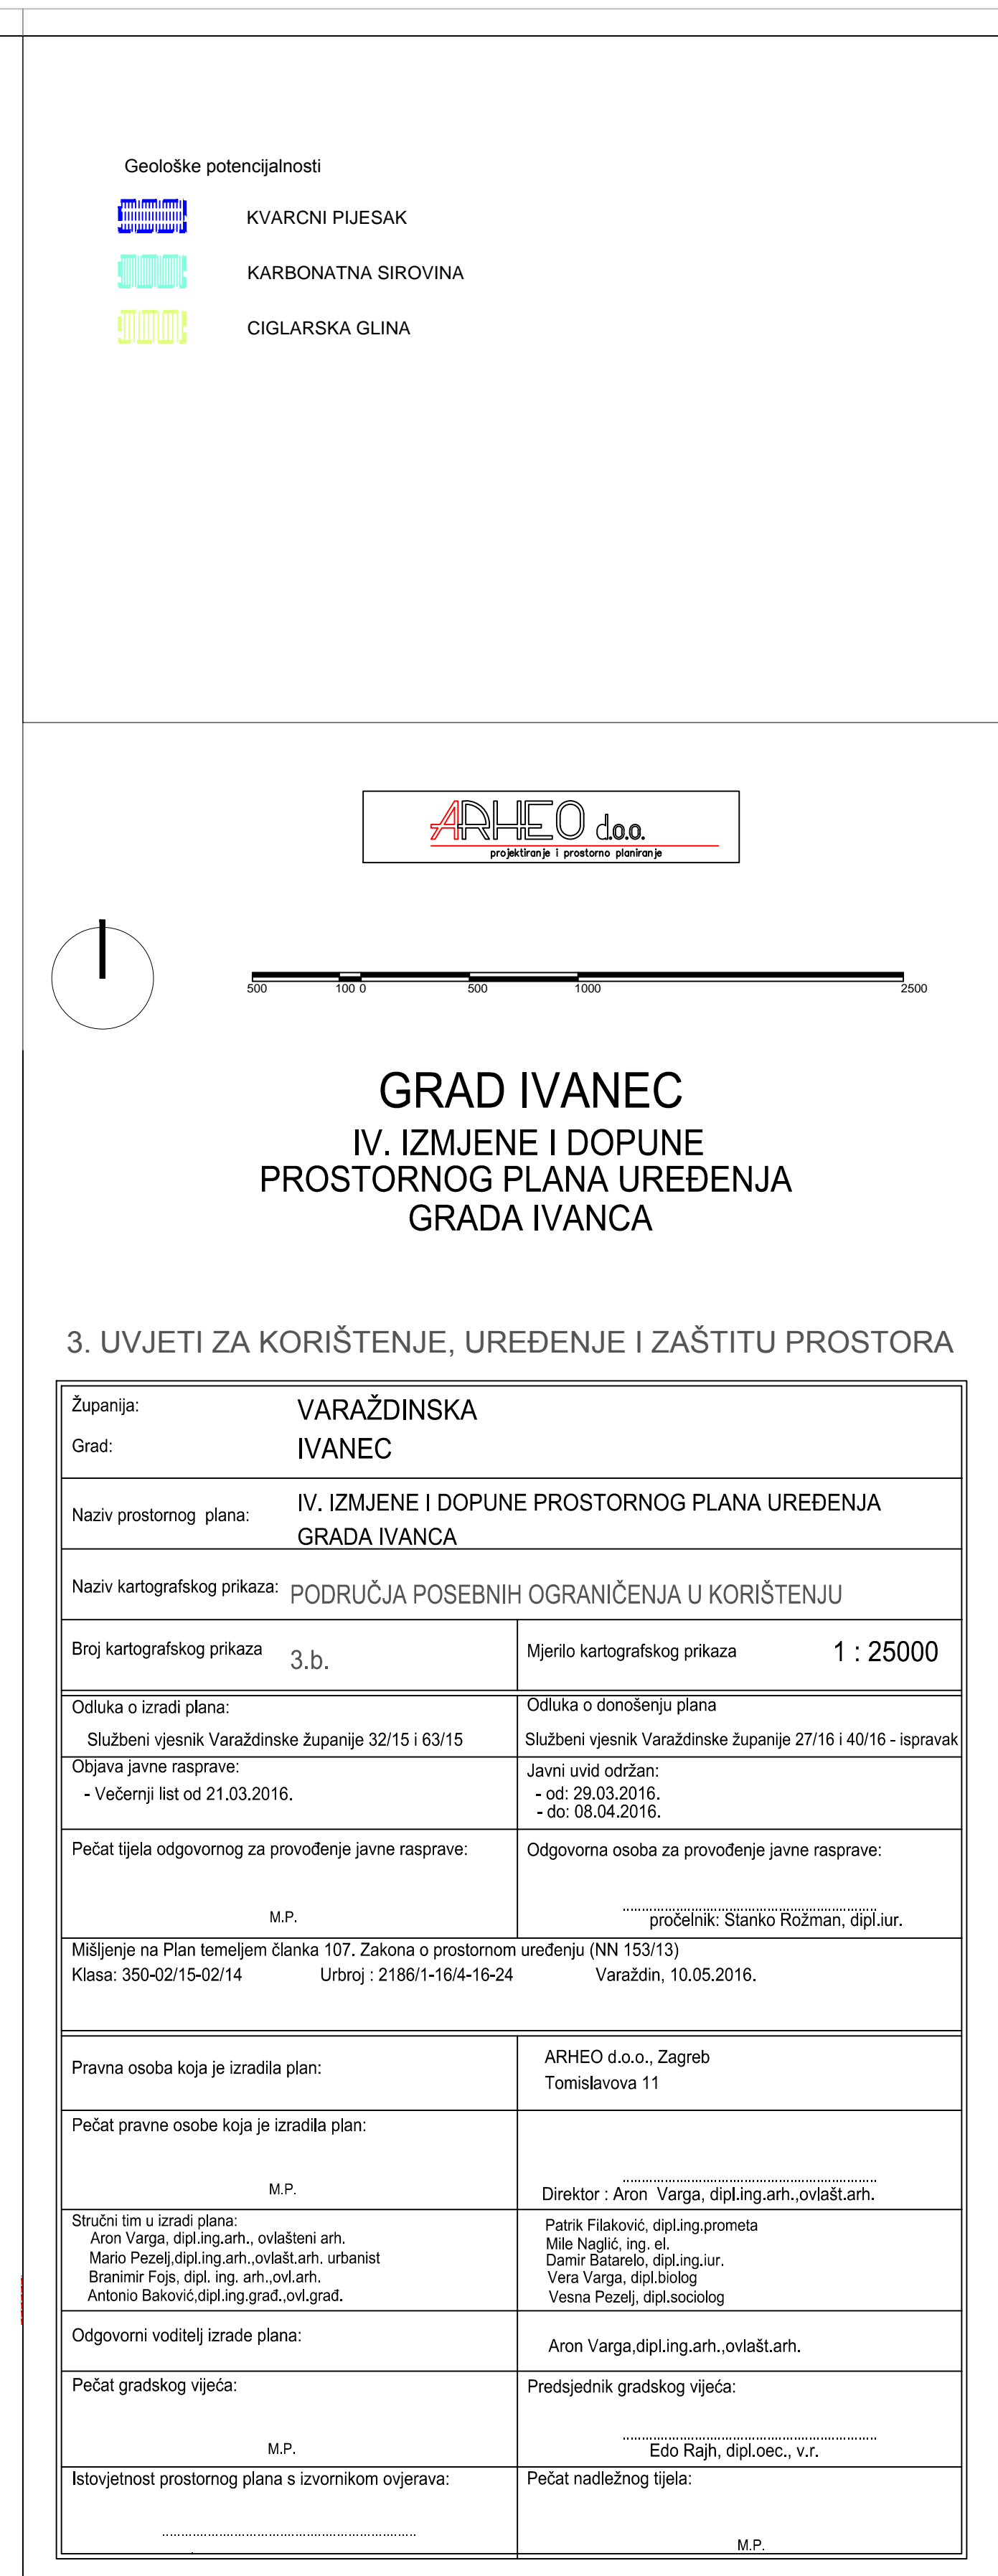 Geološke potencijalnosti
KVARCNI PIJESAK
KARBONATNA SIROVINA
CIGLARSKA GLINA
ARHEO d.o.o.
projektiranje i prostorno planiranje
500 100 0 500 1000 2500
GRAD IVANEC
IV. IZMJENE I DOPUNE
PROSTORNOG PLANA UREĐENJA
GRADA IVANCA
3. UVJETI ZA KORIŠTENJE, UREĐENJE I ZAŠTITU PROSTORA
Županija: VARAŽDINSKA
Grad: IVANEC
Naziv prostornog plana: IV. IZMJENE I DOPUNE PROSTORNOG PLANA UREĐENJA
GRADA IVANCA
Naziv kartografskog prikaza: PODRUČJA POSEBNIH OGRANIČENJA U KORIŠTENJU
Broj kartografskog prikaza 3.b.
Mjerilo kartografskog prikaza 1 : 25000
Odluka o izradi plana:
Službeni vjesnik Varaždinske županije 32/15 i 63/15
Odluka o donošenju plana
Službeni vjesnik Varaždinske županije 27/16 i 40/16 - ispravak
Objava javne rasprave:
- Večernji list od 21.03.2016.
Javni uvid održan:
- od: 29.03.2016.
- do: 08.04.2016.
Pečat tijela odgovornog za provođenje javne rasprave:
M.P.
Odgovorna osoba za provođenje javne rasprave:
pročelnik: Stanko Rožman, dipl.iur.
Mišljenje na Plan temeljem članka 107. Zakona o prostornom uređenju (NN 153/13)
Klasa: 350-02/15-02/14 Urbroj : 2186/1-16/4-16-24 Varaždin, 10.05.2016.
Pravna osoba koja je izradila plan:
ARHEO d.o.o., Zagreb
Tomislavova 11
Pečat pravne osobe koja je izradila plan:
M.P.
Direktor : Aron Varga, dipl.ing.arh.,ovlašt.arh.
Stručni tim u izradi plana:
Aron Varga, dipl.ing.arh., ovlašteni arh.
Mario Pezelj,dipl.ing.arh.,ovlašt.arh. urbanist
Branimir Fojs, dipl. ing. arh.,ovl.arh.
Antonio Baković,dipl.ing.građ.,ovl.građ.
Patrik Filaković, dipl.ing.prometa
Mile Naglić, ing. el.
Damir Batarelo, dipl.ing.iur.
Vera Varga, dipl.biolog
Vesna Pezelj, dipl.sociolog
Odgovorni voditelj izrade plana:
Aron Varga,dipl.ing.arh.,ovlašt.arh.
Pečat gradskog vijeća:
M.P.
Predsjednik gradskog vijeća:
Edo Rajh, dipl.oec., v.r.
Istovjetnost prostornog plana s izvornikom ovjerava:
Pečat nadležnog tijela:
M.P.